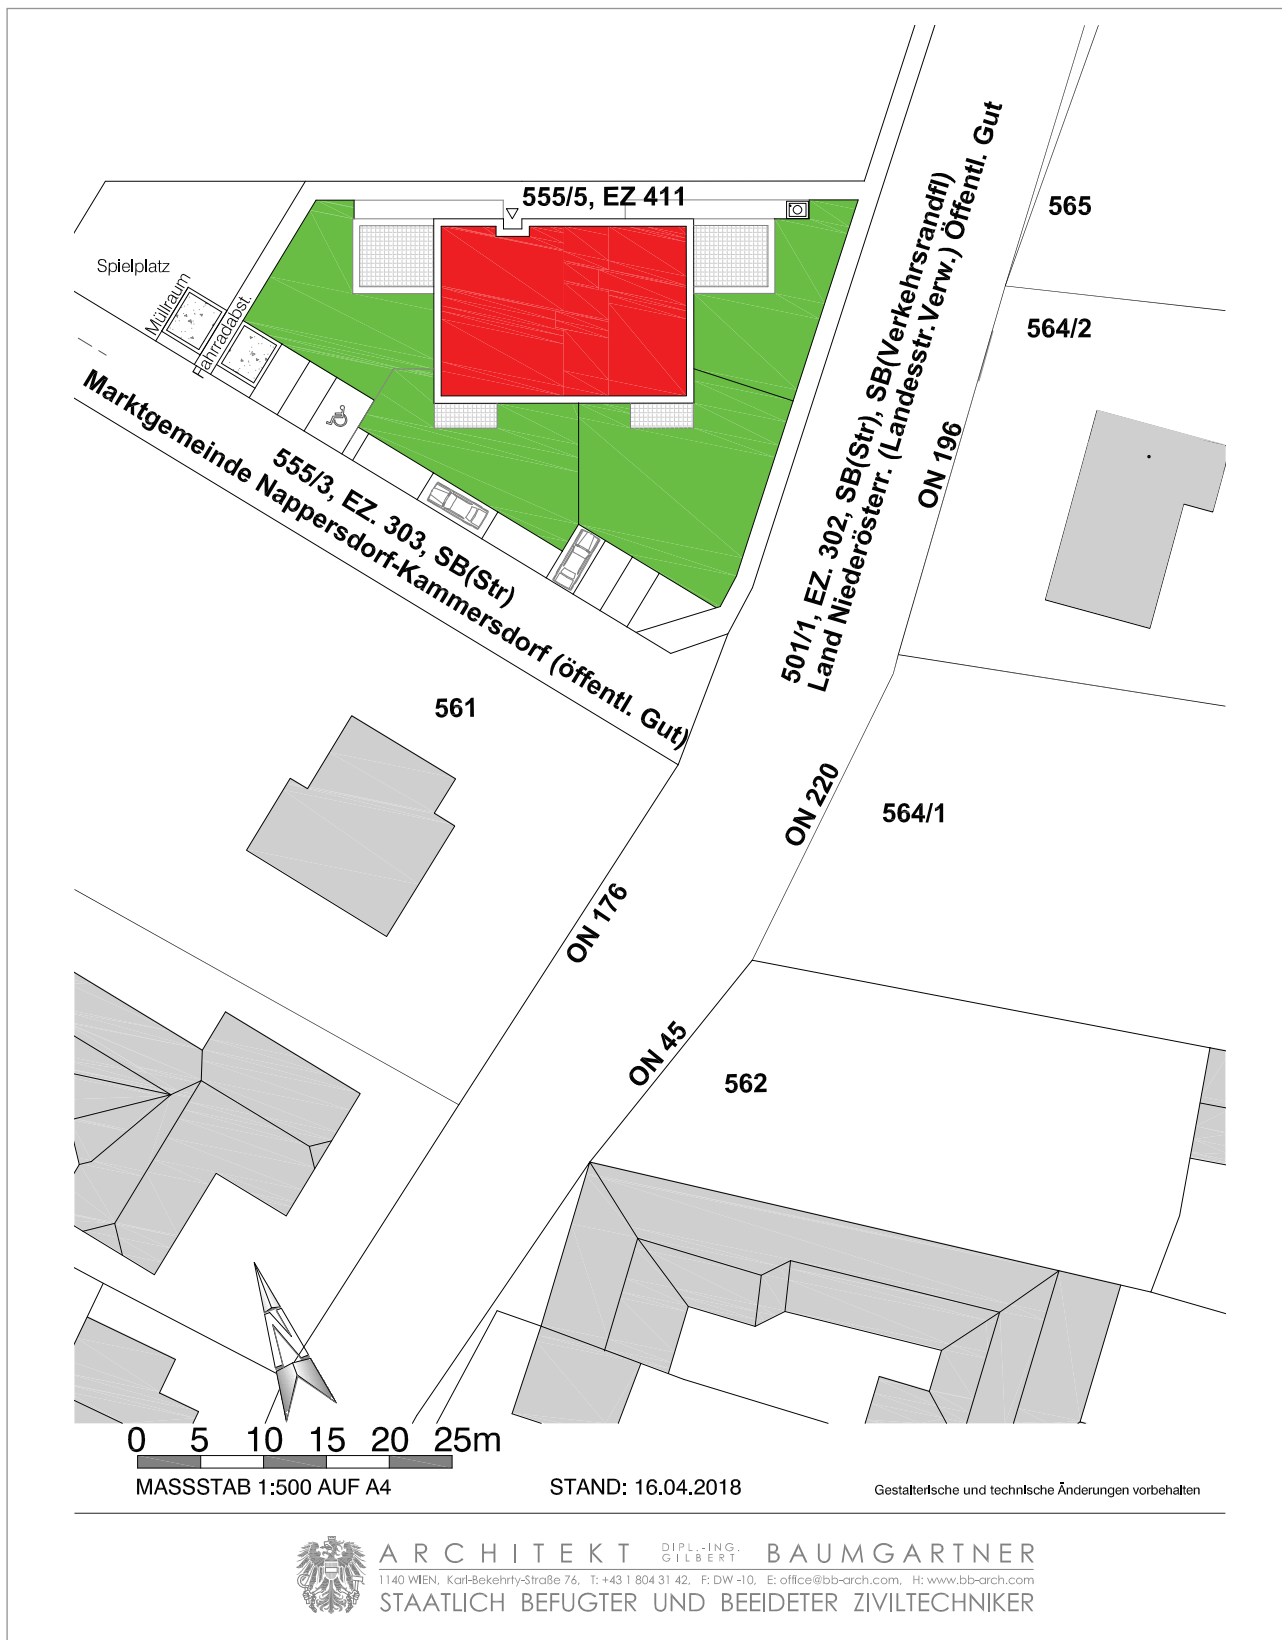 555/5, EZ 411
Spielplatz
Müllraum
Fahrradabst.
565
564/2
501/1, EZ. 302, SB(Str), SB(Verkehrsrandfl)
Land Niederösterr. (Landesstr.Verw.) Öffentl. Gut
ON 196
555/3, EZ. 303, SB(Str)
Marktgemeinde Nappersdorf-Kammersdorf (öffentl. Gut)
561
ON 220
564/1
ON 176
ON 45
562
0 5 10 15 20 25m
MASSSTAB 1:500 AUF A4
STAND: 16.04.2018
Gestalterische und technische Änderungen vorbehalten
ARCHITEKT DIPL.-ING. GILBERT BAUMGARTNER
1140 WIEN, Karl-Bekehrty-Straße 76, T: +43 1 804 31 42, F: DW -10, E: office@bb-arch.com, H: www.bb-arch.com
STAATLICH BEFUGTER UND BEEIDETER ZIVILTECHNIKER